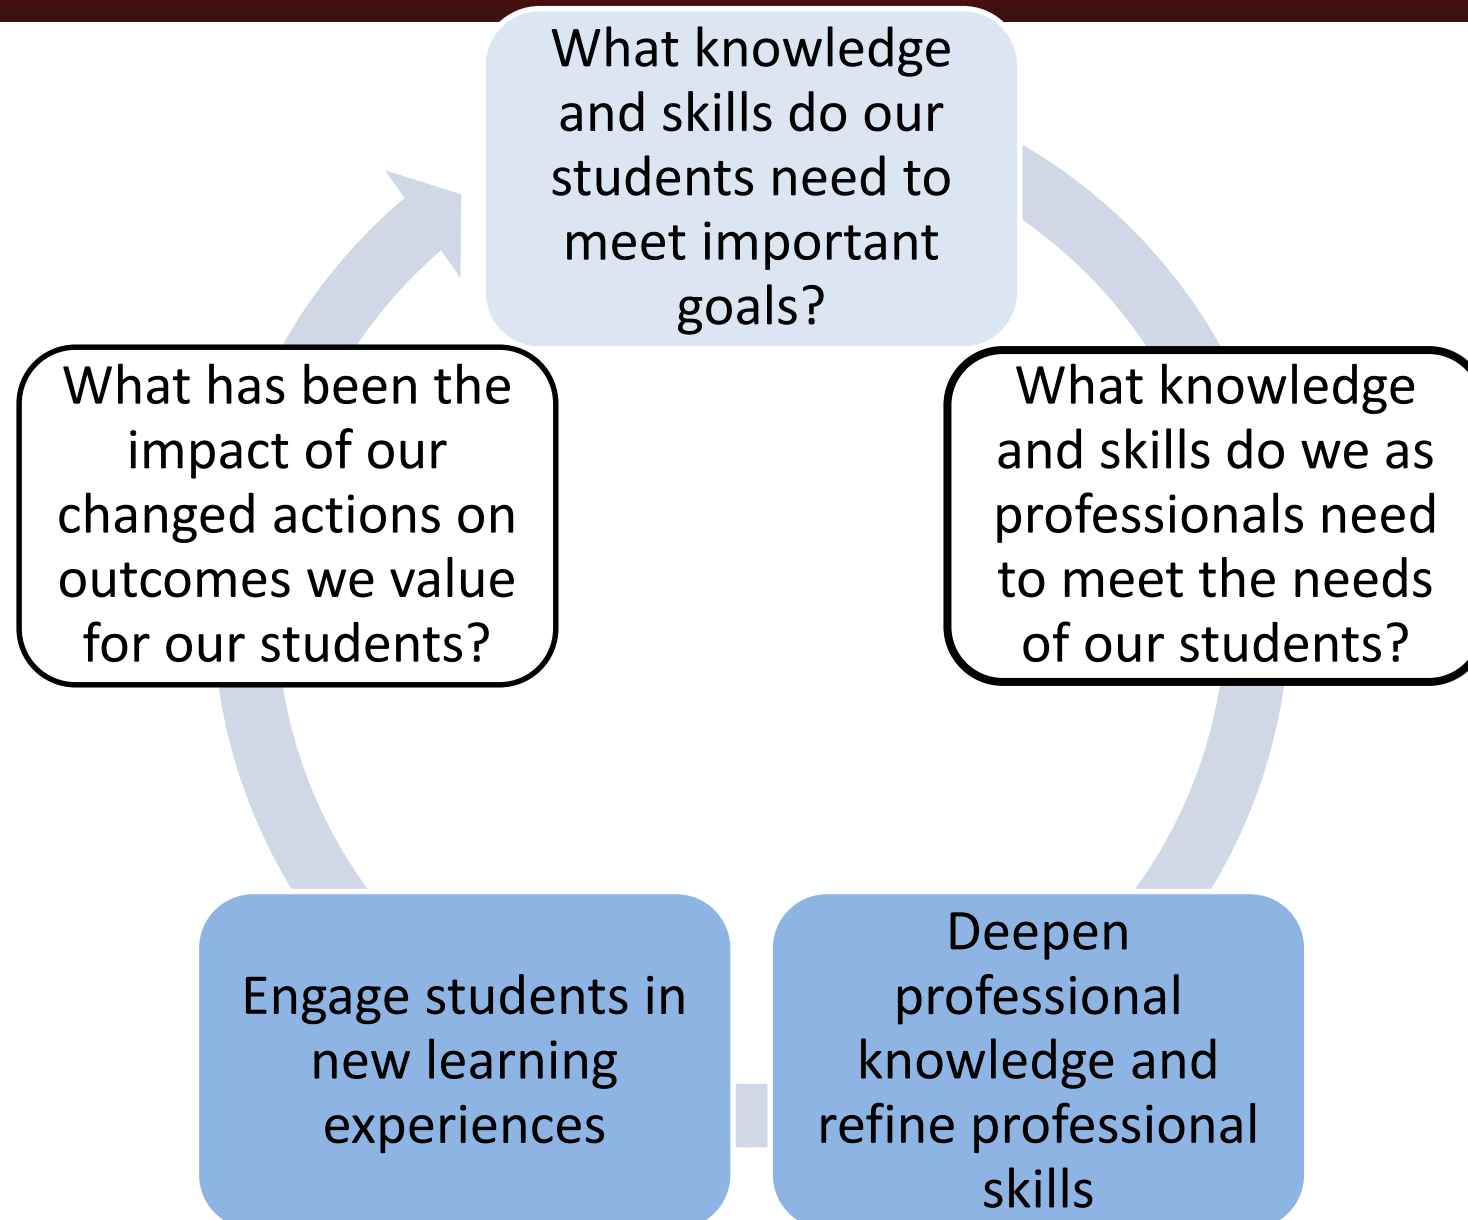 What knowledge
and skills do our
students need to
meet important
goals?
What knowledge
and skills do we as
professionals need
to meet the needs
of our students?
Deepen
professional
knowledge and
refine professional
skills
Engage students in
new learning
experiences
What has been the
impact of our
changed actions on
outcomes we value
for our students?